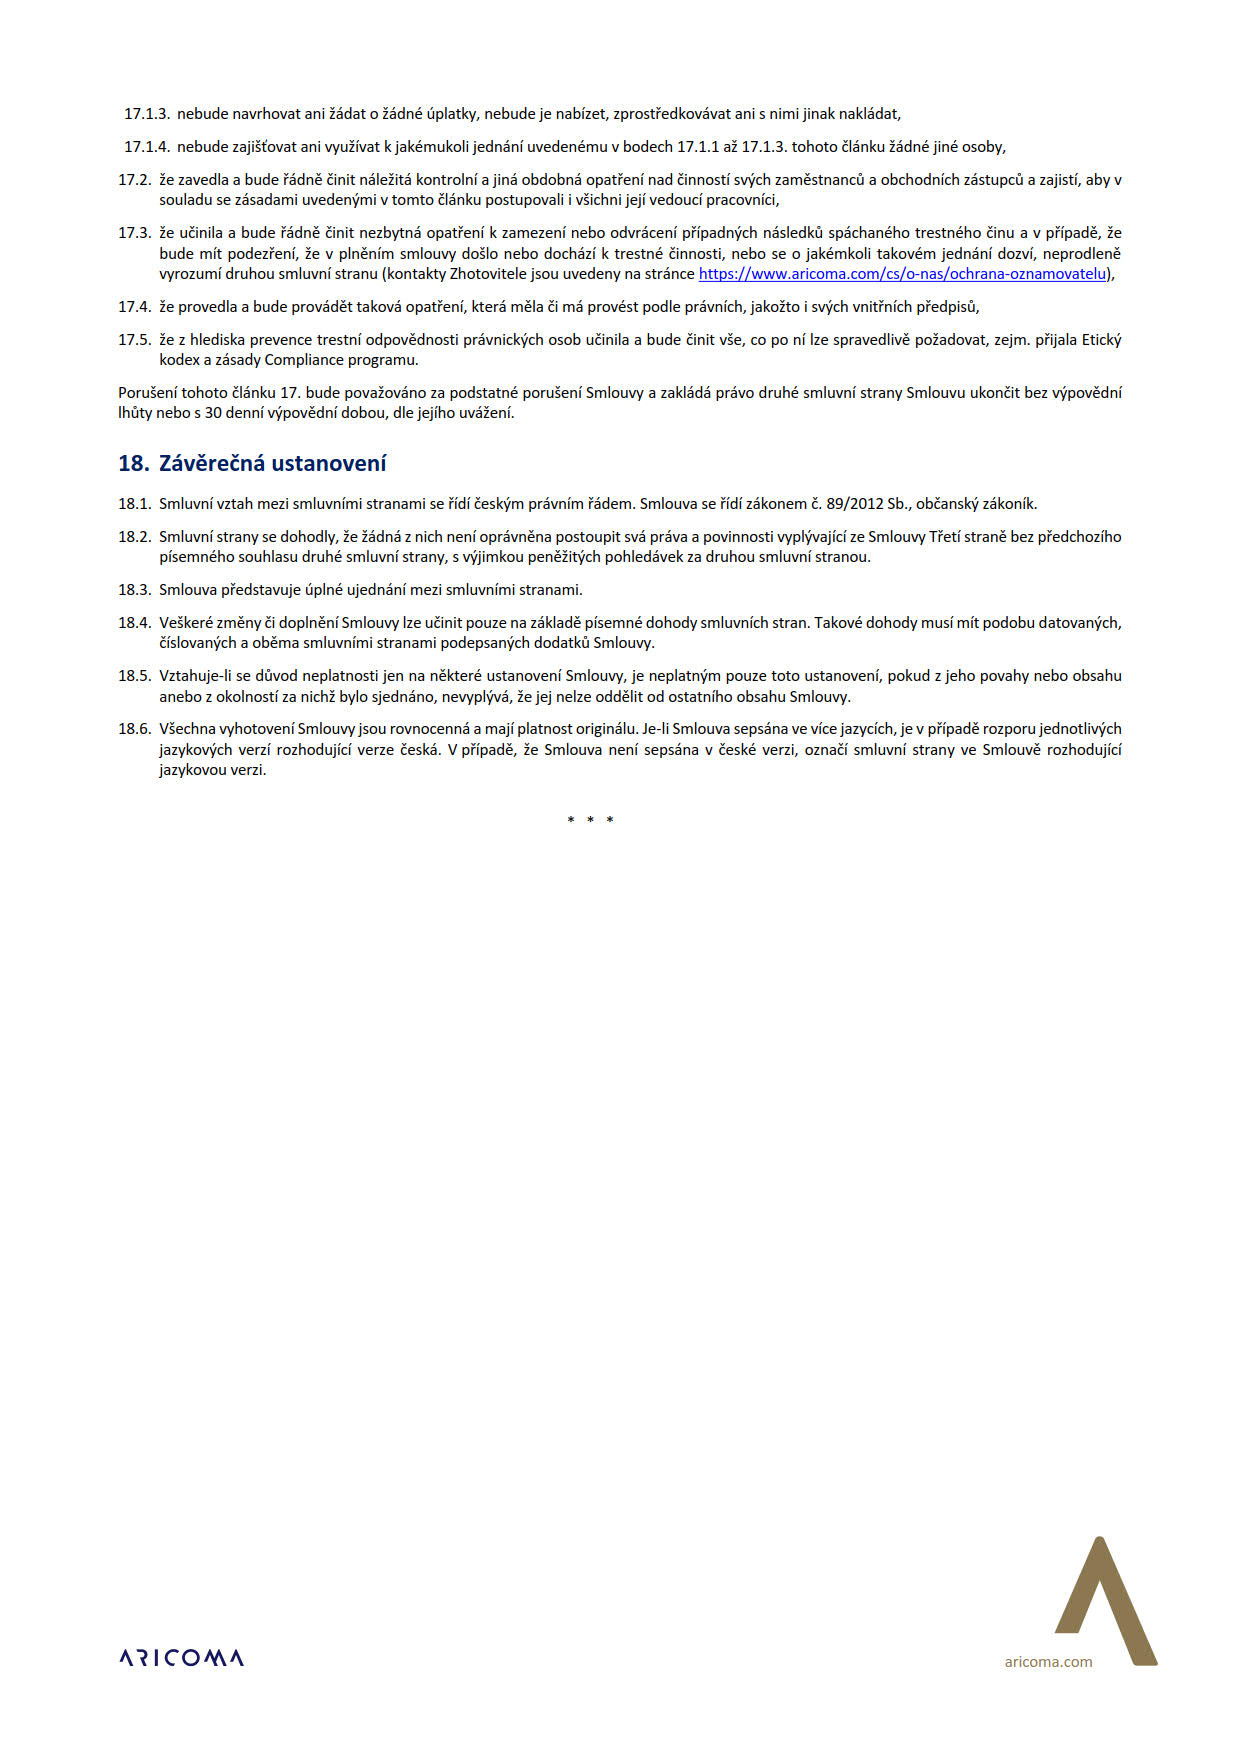 17.1.3. nebude navrhovat ani žádat o žádné úplatky, nebude je nabízet, zprostředkovávat ani s nimi jinak nakládat,
17.1.4. nebude zajišťovat ani využívat k jakémukoli jednání uvedenému v bodech 17.1.1 až 17.1.3. tohoto článku žádné jiné osoby,
17.2. že zavedla a bude řádně činit náležitá kontrolní a jiná obdobná opatření nad činností svých zaměstnanců a obchodních zástupců a zajistí, aby v
souladu se zásadami uvedenými v tomto článku postupovali i všichni její vedoucí pracovníci,
17.3. že učinila a bude řádně činit nezbytná opatření k zamezení nebo odvrácení případných následků spáchaného trestného činu a v případě, že
bude mít podezření, že v plněním smlouvy došlo nebo dochází k trestné činnosti, nebo se o jakémkoli takovém jednání dozví, neprodleně
vyrozumí druhou smluvní stranu (kontakty Zhotovitele jsou uvedeny na stránce https://www.aricoma.com/cs/o-nas/ochrana-oznamovatelu),
17.4. že provedla a bude provádět taková opatření, která měla či má provést podle právních, jakožto i svých vnitřních předpisů,
17.5. že z hlediska prevence trestní odpovědnosti právnických osob učinila a bude činit vše, co po ní lze spravedlivě požadovat, zejm. přijala Etický
kodex a zásady Compliance programu.
Porušení tohoto článku 17. bude považováno za podstatné porušení Smlouvy a zakládá právo druhé smluvní strany Smlouvu ukončit bez výpovědní
lhůty nebo s 30 denní výpovědní dobou, dle jejího uvážení.
18. Závěrečná ustanovení
18.1. Smluvní vztah mezi smluvními stranami se řídí českým právním řádem. Smlouva se řídí zákonem č. 89/2012 Sb., občanský zákoník.
18.2. Smluvní strany se dohodly, že žádná z nich není oprávněna postoupit svá práva a povinnosti vyplývající ze Smlouvy Třetí straně bez předchozího
písemného souhlasu druhé smluvní strany, s výjimkou peněžitých pohledávek za druhou smluvní stranou.
18.3. Smlouva představuje úplné ujednání mezi smluvními stranami.
18.4. Veškeré změny či doplnění Smlouvy lze učinit pouze na základě písemné dohody smluvních stran. Takové dohody musí mít podobu datovaných,
číslovaných a oběma smluvními stranami podepsaných dodatků Smlouvy.
18.5. Vztahuje-li se důvod neplatnosti jen na některé ustanovení Smlouvy, je neplatným pouze toto ustanovení, pokud z jeho povahy nebo obsahu
anebo z okolností za nichž bylo sjednáno, nevyplývá, že jej nelze oddělit od ostatního obsahu Smlouvy.
18.6. Všechna vyhotovení Smlouvy jsou rovnocenná a mají platnost originálu. Je-li Smlouva sepsána ve více jazycích, je v případě rozporu jednotlivých
jazykových verzí rozhodující verze česká. V případě, že Smlouva není sepsána v české verzi, označí smluvní strany ve Smlouvě rozhodující
jazykovou verzi.
* * *
ARICOMA
aricoma.com